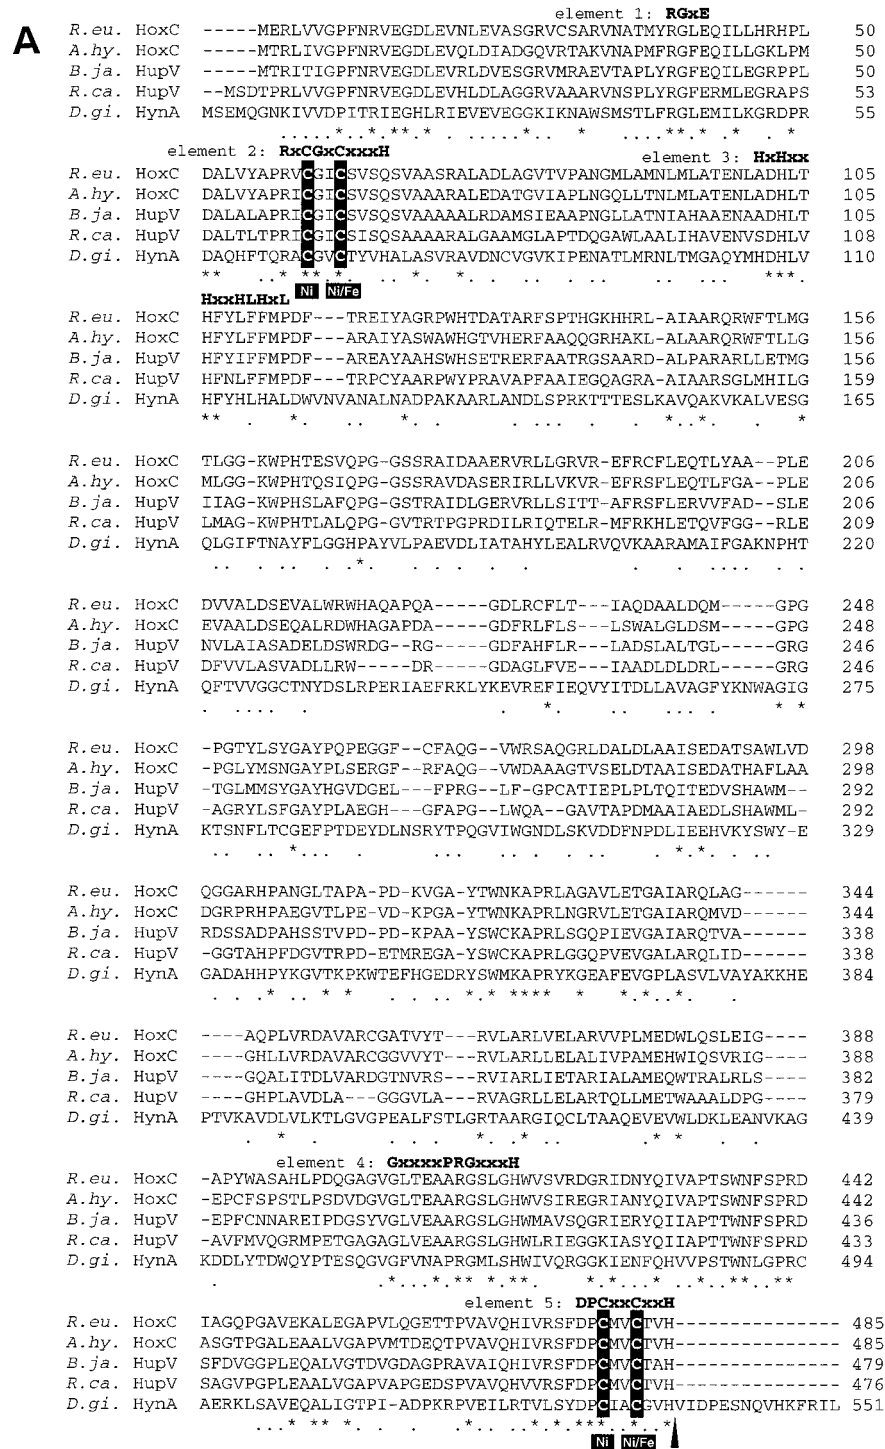 A
element 1: RGxE
R.eu. HoxC -----MERLVVGPFNRVEGDLEVNLEVASGRVCSARVNATMYRGLEQILLHRHPL 50
A.hy. HoxC -----MTRLIVGPFNRVEGDLEVQLDIADGQVRTAKVNAPMFRGFEQILLGKLPM 50
B.ja. HupV -----MTRITIGPFNRVEGDLEVRLDVESGRVMRAEVTAPLYRGFEQILEGRPPL 50
R.ca. HupV --MSDTPRLVVGPFNRVEGDLEVHLDLAGGRVVAARVNSPLYRGFERMLEGRAPS 53
D.gi. HynA MSEMQGNKIVVDPITRIEGHLRIEVEVEGGKIKNAWSMSTLFRGLEMILKGRDPR 55
element 2: RxCGxCxxxH element 3: HxHxx
R.eu. HoxC DALVYAPRVCGICSVSQSVAASRALADLAGVTVPANGMLAMNLMLATENLADHLT 105
A.hy. HoxC DALVYAPRICGICSVSQSVAAARALEDATGVIAPLNGQLLTNLMLATENLADHLT 105
B.ja. HupV DALALAPRICGICSVSQSVAAAAALRDAMSIEAAPNGLLATNIAHAAENAADHLT 105
R.ca. HupV DALTLTPRICGICSISQSAAAARALGAAMGLAPTDQGAWLAALIHAVENVSDHLV 108
D.gi. HynA DAQHFTQRACGVCTYVHALASVRAVDNCVGVKIPENATLMRNLTMGAQYMHDHLV 110
Ni Ni/Fe
HxxHLHxL
R.eu. HoxC HFYLFFMPDF---TREIYAGRPWHTDATARFSPTHGKHHRL-AIAARQRWFTLMG 156
A.hy. HoxC HFYLFFMPDF---ARAIYASWAWHGTVHERFAAQQGRHAKL-ALAARQRWFTLMG 156
B.ja. HupV HFYIFFMPDF---AREAYAAHSWHSETRERFAATRGSAARD-ALPARARLLETMG 156
R.ca. HupV HFNLFFMPDF---TRPCYAARPWYPRAVAPFAAIEGQAGRA-AIAARSGLMHILG 159
D.gi. HynA HFYHLHALDWVNVANALNADPAKAARLANDLSPRKTTTESLKAVQAKVKALVESG 165
R.eu. HoxC TLGG-KWPHTESVQPG-GSSRAIDAAERVRLLGRVR-EFRCFLEQTLYAA--PLE 206
A.hy. HoxC MLGG-KWPHTQSIQPG-GSSRAVDASERIRLLVKVR-EFRSFLEQTLFGA--PLE 206
B.ja. HupV IIAG-KWPHSLAFQPG-GSTRAIDLGERVRLLSITT-AFRSFLERVVFAD--SLE 206
R.ca. HupV LMAG-KWPHTLALQPG-GVTRTPGPRDILRIQTELR-MFRKHLETQVFGG--RLE 209
D.gi. HynA QLGIFTNAYFLGGHPAYVLPAEVDLIATAHYLEALRVQVKAARAMAIFGAKNPHT 220
R.eu. HoxC DVVALDSEVALWRWHAQAPQA-----GDLRCFLT---IAQDAALDQM-----GPG 248
A.hy. HoxC EVAALDSEQALRDWHAGAPDA-----GDFRLFLS---LSWALGLDSM-----GPG 248
B.ja. HupV NVLAIASADELDSWRDG--RG-----GDFAHFLR---LADSLALTGL-----GRG 246
R.ca. HupV DFVVLASVADLLRW-----DR-----GDAGLFVE---IAADLDLDRL-----GRG 246
D.gi. HynA QFTVVGGCTNYDSLRPERIAEFRKLYKEVREFIEQVYITDLLAVAGFYKNWAGIG 275
R.eu. HoxC -PGTYLSYGAYPQPEGGF--CFAQG--VWRSAQGRLDALDLAAISEDATSAWLVD 298
A.hy. HoxC -PGLYMSNGAYPLSERGF--RFAQG--VWDAAAGTVSELDTAAISEDATHAFLAA 298
B.ja. HupV -TGLMMSYGAYHGVDGEL---FPRG--LF-GPCATIEPLPLTQITEDVSHAWM-- 292
R.ca. HupV -AGRYLSFGAYPLAEGH---GFAPG--LWQA--GAVTAPDMAAIAEDLSHAWML- 292
D.gi. HynA KTSNFLTCGEFPTDEYDLNSRYTPQGVIWGNDLSKVDDFNPDLIEEHVKYSWY-E 329
R.eu. HoxC QGGARHPANGLTAPA-PD-KVGA-YTWNKAPRLAGAVLETGAIARQLAG------ 344
A.hy. HoxC DGRPRHPAEGVTLPE-VD-KPGA-YTWNKAPRLNGRVLETGAIARQMVD------ 344
B.ja. HupV RDSSADPAHSSTVPD-PD-KPAA-YSWCKAPRLSGQPIEVGAIARQTVA------ 338
R.ca. HupV -GGTAHPFDGVTRPD-ETMREGA-YSWCKAPRLGGQPVEVGALARQLID------ 338
D.gi. HynA GADAHHPYKGVTKPKWTEFHGEDRYSWMKAPRYKGEAFEVGPLASVLVAYAKKHE 384
R.eu. HoxC ----AQPLVRDAVARCGATVYT---RVLARLVELARVVPLMEDWLQSLEIG---- 388
A.hy. HoxC ----GHLLVRDAVARCGGVVYT---RVLARLLELALIVPAMEHWIQSVRIG---- 388
B.ja. HupV ----GQALITDLVARDGTNVRS---RVIARLIETARIALAMEQWTRALRLS---- 382
R.ca. HupV ----GHPLAVDLA---GGGVLA---RVAGRLLELARTQLLMETWAAALDPG---- 379
D.gi. HynA PTVKAVDLVLKTLGVGPEALFSTLGRTAARGIQCLTAAQEVEVWLDKLEANVKAG 439
element 4: GxxxxPRGxxxH
R.eu. HoxC -APYWASAHLPDQGAGVGLTEAARGSLGHWVSVRDGRIDNYQIVAPTSWNFSPRD 442
A.hy. HoxC -EPCFSPSTLPSDVDGVGLTEAARGSLGHWVSIREGRIANYQIVAPTSWNFSPRD 442
B.ja. HupV -EPFCNNAREIPDGSYVGLVEAARGSLGHWMAVSQGRIERYQIIAPTTWNFSPRD 436
R.ca. HupV -AVFMVQGRMPETGAGAGLVEAARGSLGHWLRIEGGKIASYQIIAPTTWNFSPRD 433
D.gi. HynA KDDLYTDWQYPTESQGVGFVNAPRGMLSHWIVQRGGKIENFQHVVPSTWNLGPRC 494
element 5: DPCxxCxxH
R.eu. HoxC IAGQPGAVEKALEGAPVLQGETTPVAVQHIVRSFDPCMVCTVH--------------- 485
A.hy. HoxC ASGTPGALEAALVGAPVMTDEQTPVAVQHIVRSFDPCMVCTVH--------------- 485
B.ja. HupV SFDVGGPLEQALVGTDVGDAGPRAVAIQHIVRSFDPCMVCTAH--------------- 479
R.ca. HupV SAGVPGPLEAALVGAPVAPGEDSPVAVQHVVRSFDPCMVCTVH--------------- 476
D.gi. HynA AERKLSAVEQALIGTPI-ADPKRPVEILRTVLSYDPCIACGVHVIDPESNQVHKFRIL 551
Ni Ni/Fe